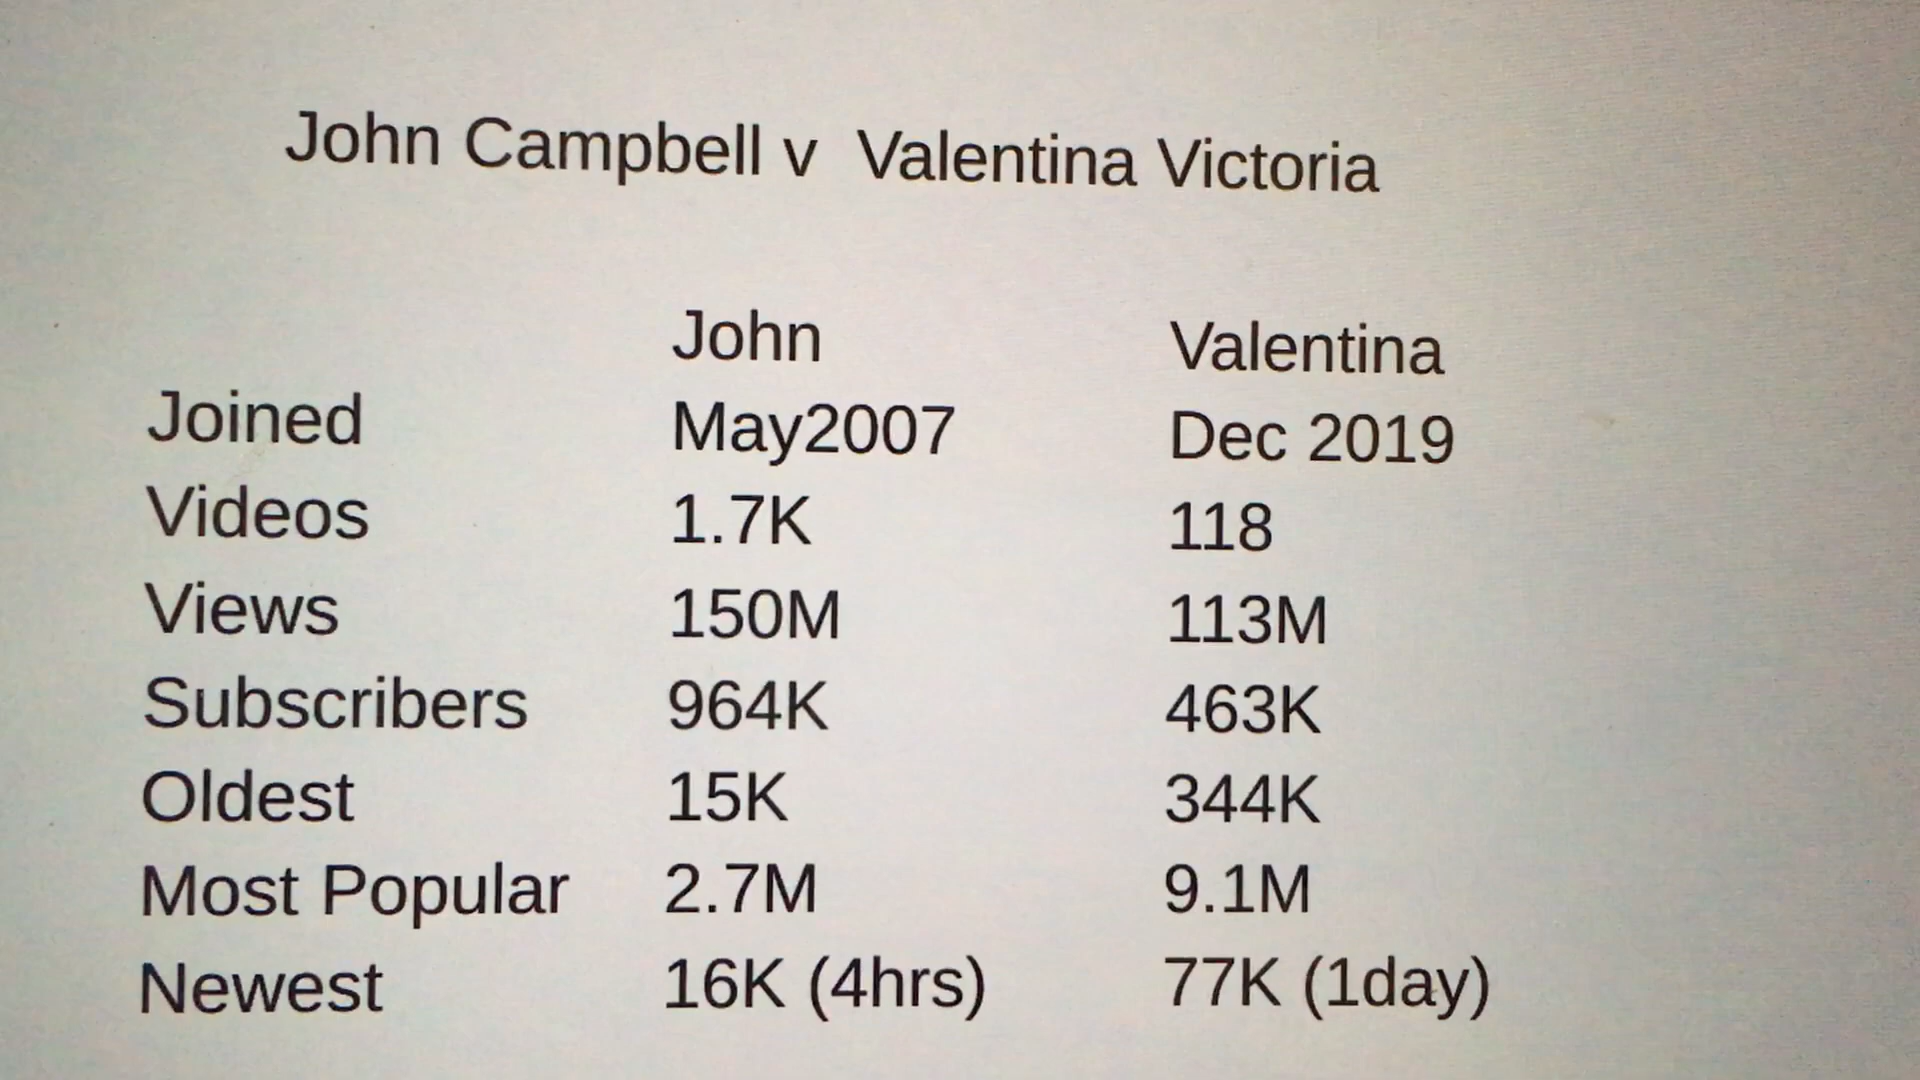 John Campbell v  Valentina Victoria
John Valentina
Joined May2007 Dec 2019
Videos 1.7K 118
Views 150M 113M
Subscribers 964K 463K
Oldest 15K 344K
Most Popular 2.7M 9.1M
Newest 16K (4hrs) 77K (1day)